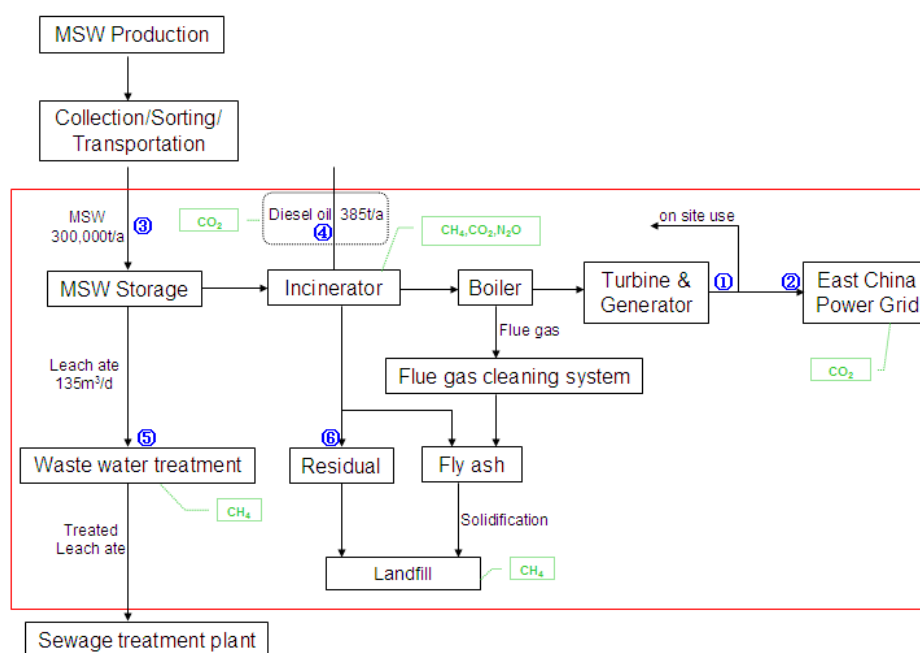 MSW Production
Collection/Sorting/
Transportation
MSW
300,000t/a
③
CO₂
Diesel oil 385t/a
④
CH₄,CO₂,N₂O
on site use
MSW Storage
Incinerator
Boiler
Turbine &
Generator
①
②
East China
Power Grid
CO₂
Leach ate
135m³/d
Flue gas
Flue gas cleaning system
⑤
Waste water treatment
CH₄
⑥
Residual
Fly ash
Treated
Leach ate
Solidification
Landfill
CH₄
Sewage treatment plant